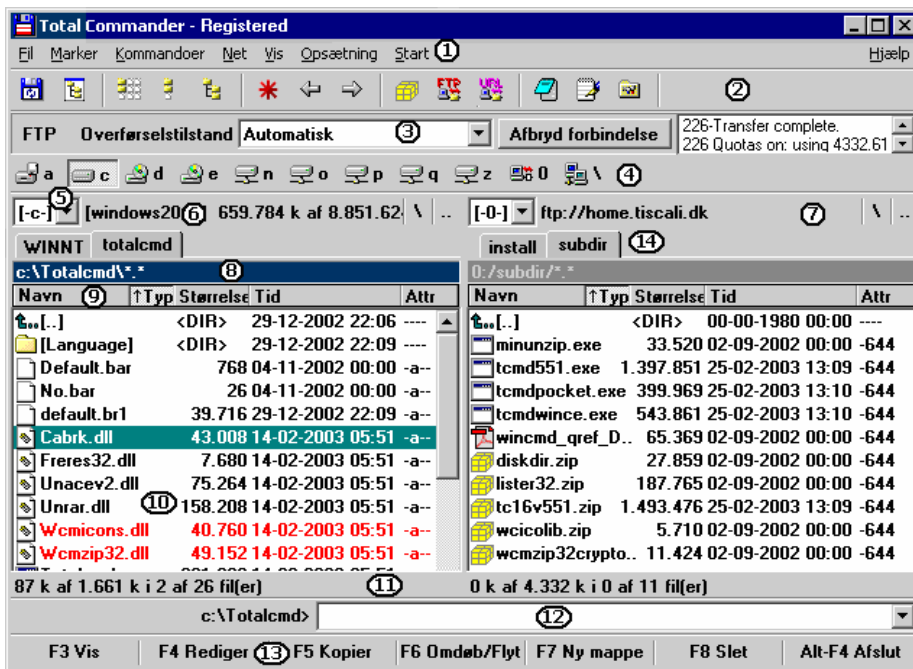 Total Commander - Registered
Fil Marker Kommandoer Net Vis Opsætning Start 1 Hjælp
FTP VFA 2
FTP Overførselstilstand Automatisk 3 Afbryd forbindelse 226-Transfer complete.
226 Quotas on: using 4332.61
a c d e n o p q z 0 \ 4
5
[-c-] [windows20 6 659.784 k af 8.851.62 \ .. [-0-] ftp://home.tiscali.dk 7 \ ..
WINNT totalcmd install subdir 14
c:\Totalcmd\*.* 8 0:/subdir/*.*
Navn 9 ↑Typ Størrelse Tid Attr Navn ↑Typ Størrelse Tid Attr
[..] <DIR> 29-12-2002 22:06 ---- [..] <DIR> 00-00-1980 00:00 ----
[Language] <DIR> 29-12-2002 22:09 ---- minunzip.exe 33.520 02-09-2002 00:00 -644
Default.bar 768 04-11-2002 00:00 -a-- tcmd551.exe 1.397.851 25-02-2003 13:09 -644
No.bar 26 04-11-2002 00:00 -a-- tcmdpocket.exe 399.969 25-02-2003 13:10 -644
default.br1 39.716 29-12-2002 22:09 -a-- tcmdwince.exe 543.861 25-02-2003 13:10 -644
Cabrk.dll 43.008 14-02-2003 05:51 -a-- wincmd_qref_D.. 65.369 02-09-2002 00:00 -644
Freres32.dll 7.680 14-02-2003 05:51 -a-- diskdir.zip 27.859 02-09-2002 00:00 -644
Unacev2.dll 75.264 14-02-2003 05:51 -a-- lister32.zip 187.765 02-09-2002 00:00 -644
Unrar.dll 10 158.208 14-02-2003 05:51 -a-- tc16v551.zip 1.493.476 25-02-2003 13:10 -644
Wcmicons.dll 40.760 14-02-2003 05:51 -a-- wcicolib.zip 5.710 02-09-2002 00:00 -644
Wcmzip32.dll 49.152 14-02-2003 05:51 -a-- wcmzip32crypto.. 11.424 02-09-2002 00:00 -644
87 k af 1.661 k i 2 af 26 fil(er) 11 0 k af 4.332 k i 0 af 11 fil(er)
c:\Totalcmd> 12
F3 Vis F4 Rediger 13 F5 Kopier F6 Omdøb/Flyt F7 Ny mappe F8 Slet Alt-F4 Afslut